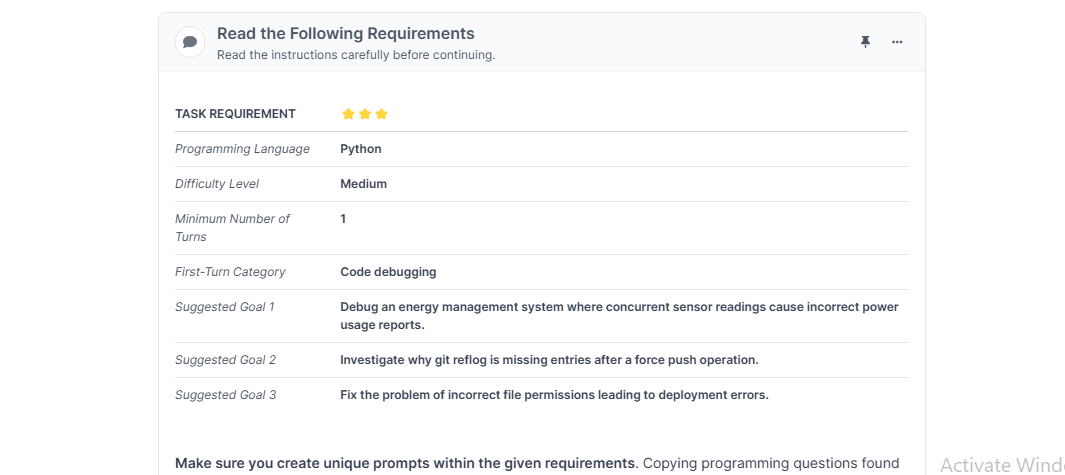 Read the Following Requirements
Read the instructions carefully before continuing.
TASK REQUIREMENT
Programming Language Python
Difficulty Level Medium
Minimum Number of 1
Turns
First-Turn Category Code debugging
Suggested Goal 1 Debug an energy management system where concurrent sensor readings cause incorrect power
usage reports.
Suggested Goal 2 Investigate why git reflog is missing entries after a force push operation.
Suggested Goal 3 Fix the problem of incorrect file permissions leading to deployment errors.
Make sure you create unique prompts within the given requirements. Copying programming questions found
Activate Wind